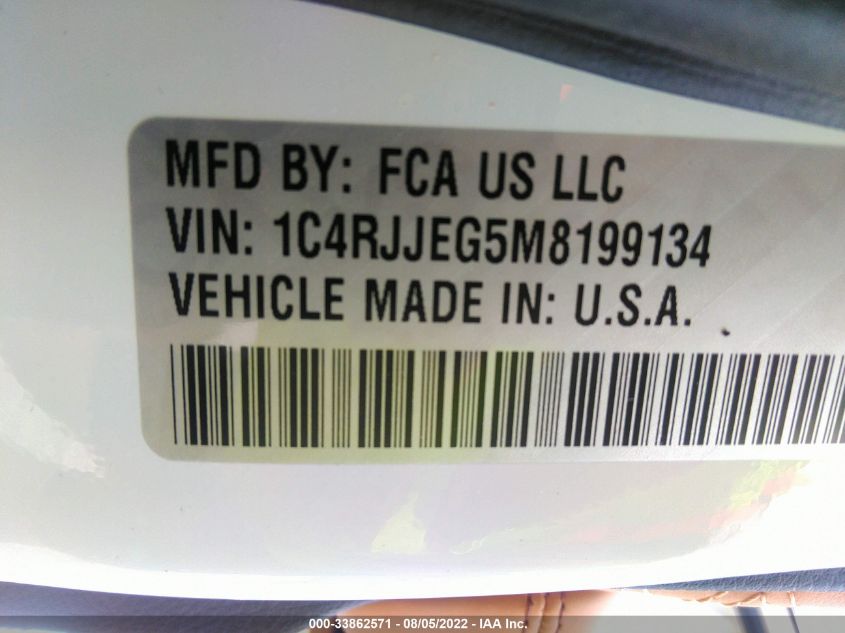 MFD BY: FCA US LLC
VIN: 1C4RJJEG5M8199134
VEHICLE MADE IN: U.S.A.
000-33862571 - 08/05/2022 - IAA Inc.